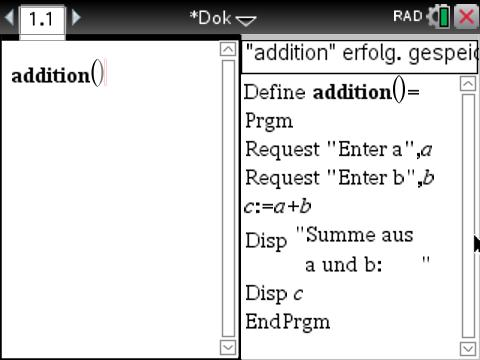 1.1
*Dok
RAD
addition()
"addition" erfolg. gespeic
Define addition()=
Prgm
Request "Enter a",a
Request "Enter b",b
c:=a+b
Disp "Summe aus
a und b: "
Disp c
EndPrgm